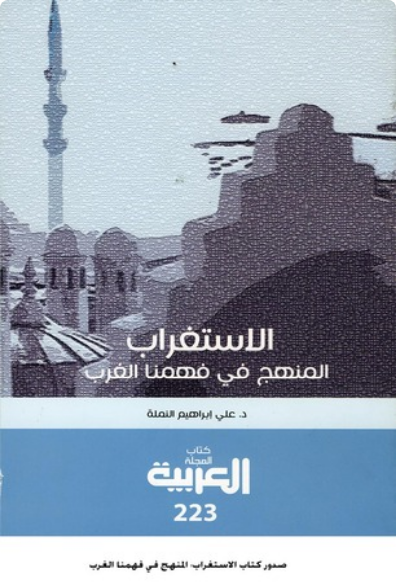 الاستغراب
المنهج في فهمنا الغرب
د. علي إبراهيم النملة
كتاب
المجلة
العربية
223
صدور كتاب الاستغراب: المنهج في فهمنا الغرب